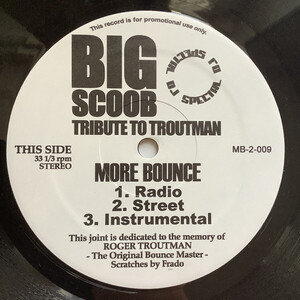 This record is for promotional use only
BIG
SCOOB
TRIBUTE TO TROUTMAN
DJ SPECIAL
DJ SPECIAL
THIS SIDE
33 1/3 rpm
STEREO
MB-2-009
MORE BOUNCE
1. Radio
2. Street
3. Instrumental
This joint is dedicated to the memory of
ROGER TROUTMAN
- The Original Bounce Master -
Scratches by Frado